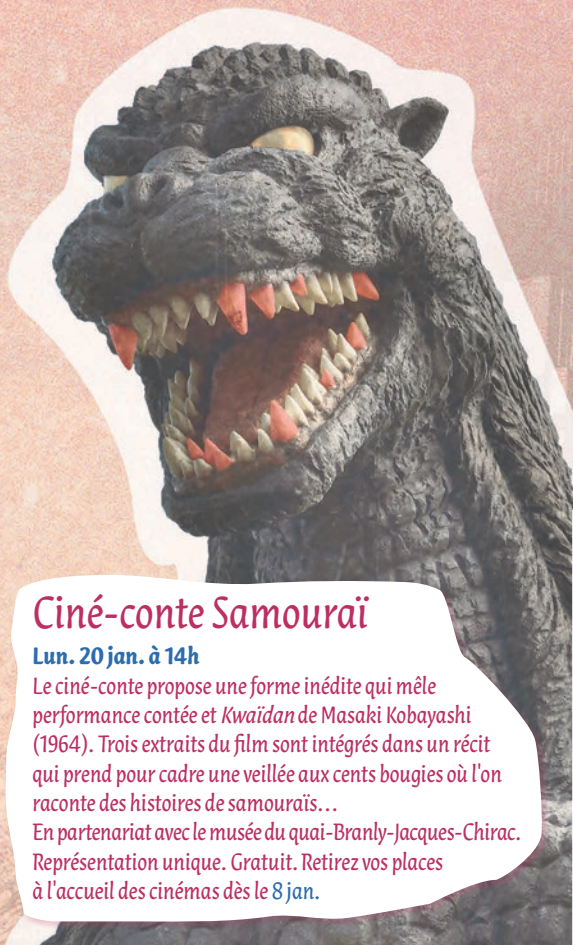 Ciné-conte Samouraï
Lun. 20 jan. à 14h
Le ciné-conte propose une forme inédite qui mêle
performance contée et Kwaïdan de Masaki Kobayashi
(1964). Trois extraits du film sont intégrés dans un récit
qui prend pour cadre une veillée aux cents bougies où l'on
raconte des histoires de samouraïs...
En partenariat avec le musée du quai-Branly-Jacques-Chirac.
Représentation unique. Gratuit. Retirez vos places
à l'accueil des cinémas dès le 8 jan.